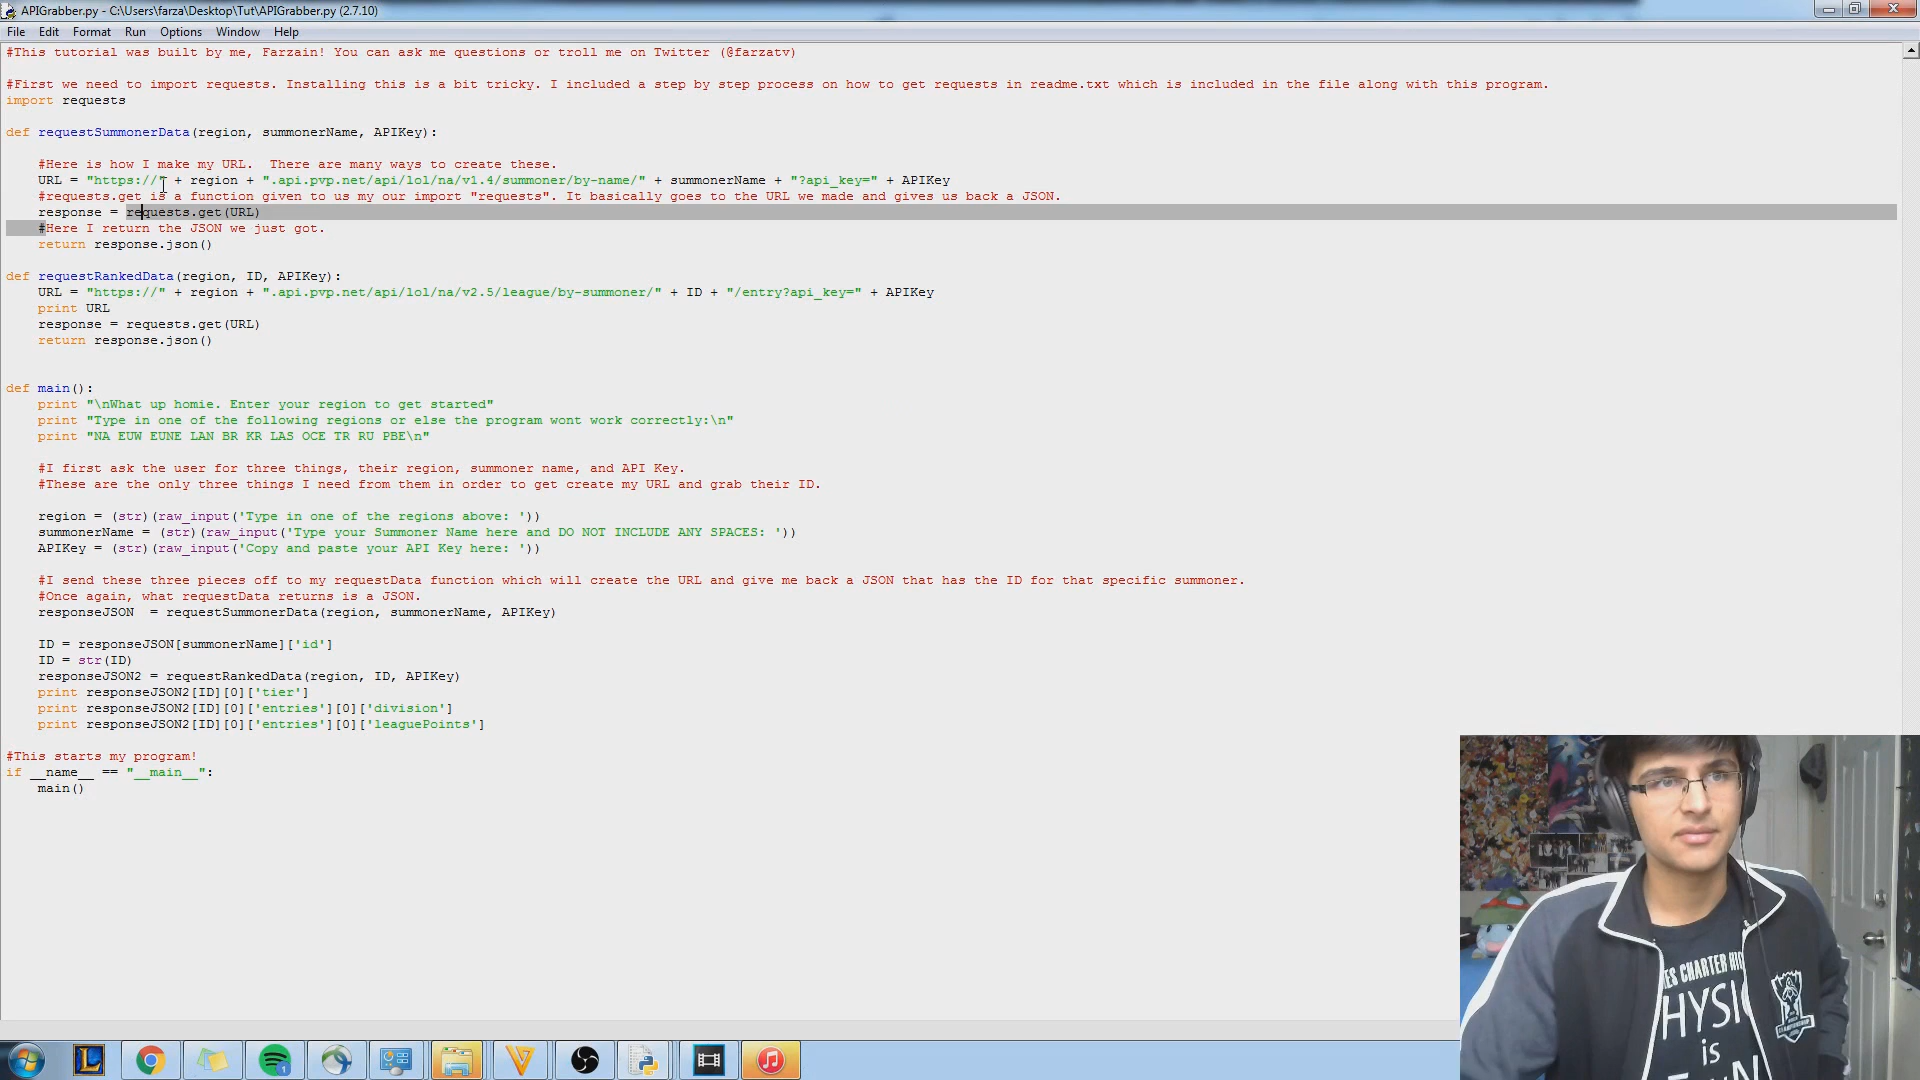 APIGrabber.py - C:\Users\farza\Desktop\Tut\APIGrabber.py (2.7.10)
File Edit Format Run Options Window Help
#This tutorial was built by me, Farzain! You can ask me questions or troll me on Twitter (@farzatv)
#First we need to import requests. Installing this is a bit tricky. I included a step by step process on how to get requests in readme.txt which is included in the file along with this program.
import requests
def requestSummonerData(region, summonerName, APIKey):
#Here is how I make my URL.  There are many ways to create these.
URL = "https://" + region + ".api.pvp.net/api/lol/na/v1.4/summoner/by-name/" + summonerName + "?api_key=" + APIKey
#requests.get is a function given to us my our import "requests". It basically goes to the URL we made and gives us back a JSON.
response = requests.get(URL)
#Here I return the JSON we just got.
return response.json()
def requestRankedData(region, ID, APIKey):
URL = "https://" + region + ".api.pvp.net/api/lol/na/v2.5/league/by-summoner/" + ID + "/entry?api_key=" + APIKey
print URL
response = requests.get(URL)
return response.json()
def main():
print "\nWhat up homie. Enter your region to get started"
print "Type in one of the following regions or else the program wont work correctly:\n"
print "NA EUW EUNE LAN BR KR LAS OCE TR RU PBE\n"
#I first ask the user for three things, their region, summoner name, and API Key.
#These are the only three things I need from them in order to get create my URL and grab their ID.
region = (str)(raw_input('Type in one of the regions above: '))
summonerName = (str)(raw_input('Type your Summoner Name here and DO NOT INCLUDE ANY SPACES: '))
APIKey = (str)(raw_input('Copy and paste your API Key here: '))
#I send these three pieces off to my requestData function which will create the URL and give me back a JSON that has the ID for that specific summoner.
#Once again, what requestData returns is a JSON.
responseJSON  = requestSummonerData(region, summonerName, APIKey)
ID = responseJSON[summonerName]['id']
ID = str(ID)
responseJSON2 = requestRankedData(region, ID, APIKey)
print responseJSON2[ID][0]['tier']
print responseJSON2[ID][0]['entries'][0]['division']
print responseJSON2[ID][0]['entries'][0]['leaguePoints']
#This starts my program!
if __name__ == "__main__":
main()
is